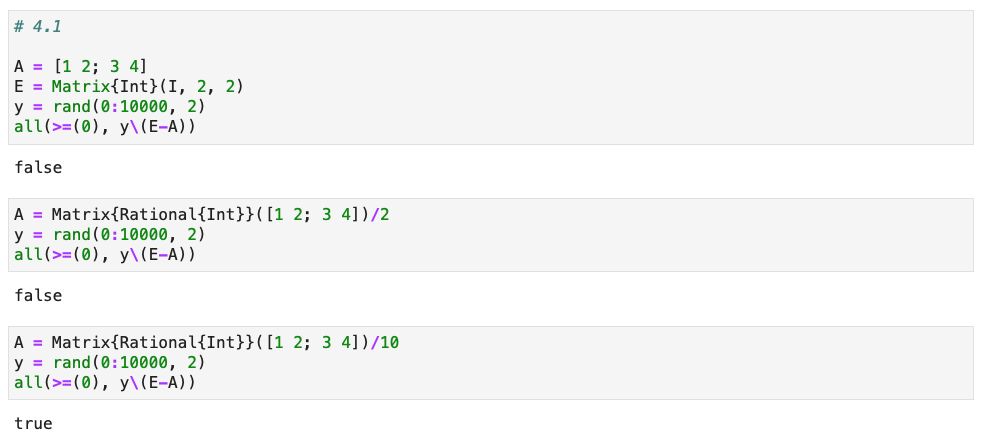 # 4.1
A = [1 2; 3 4]
E = Matrix{Int}(I, 2, 2)
y = rand(0:10000, 2)
all(>=(0), y\(E-A))
false
A = Matrix{Rational{Int}}([1 2; 3 4])/2
y = rand(0:10000, 2)
all(>=(0), y\(E-A))
false
A = Matrix{Rational{Int}}([1 2; 3 4])/10
y = rand(0:10000, 2)
all(>=(0), y\(E-A))
true